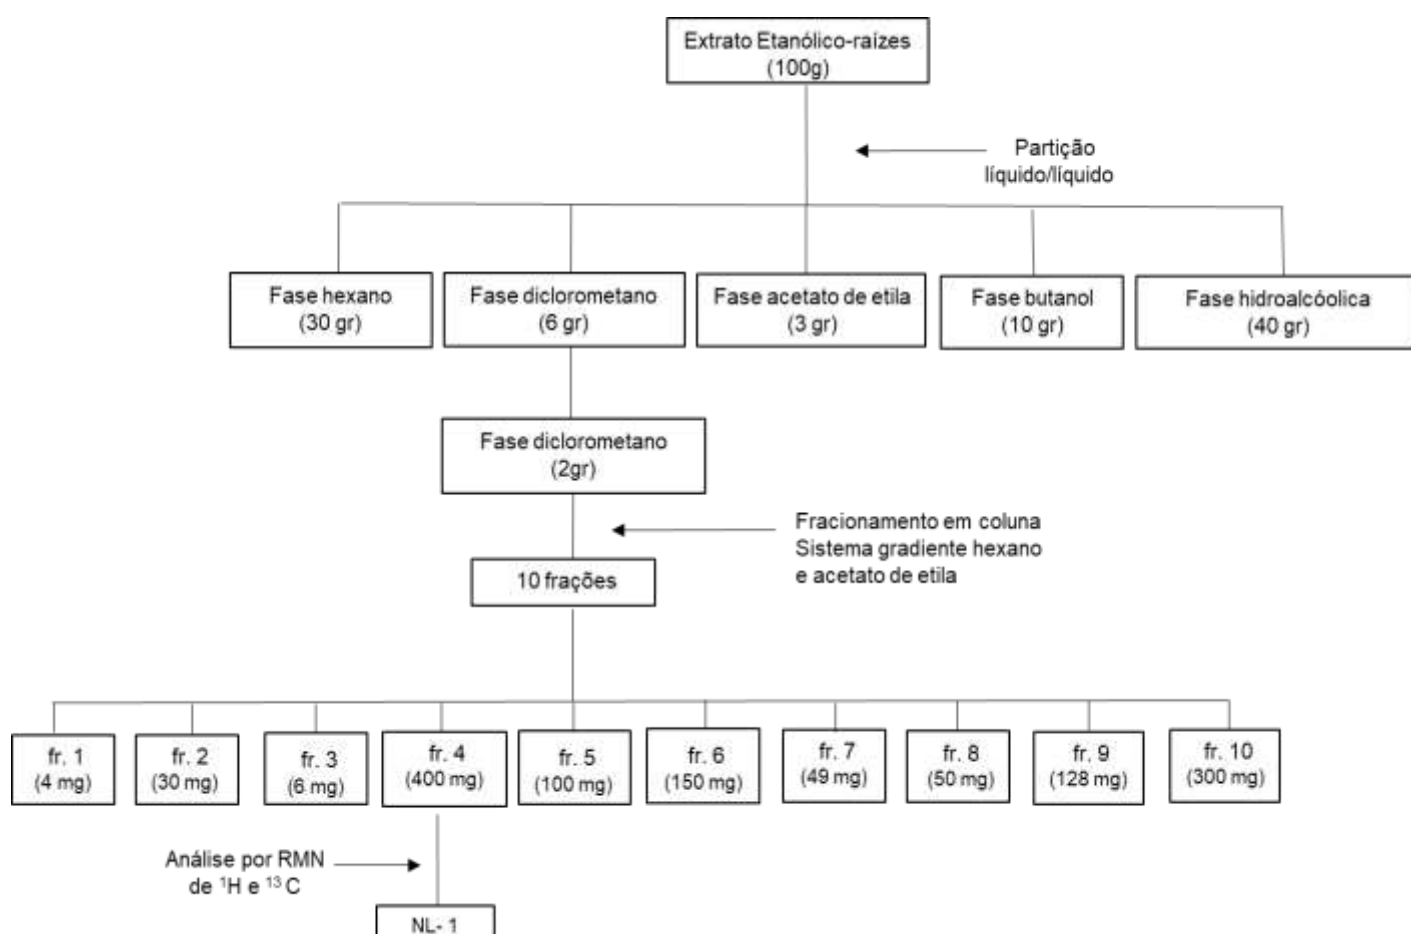 Extrato Etanólico-raízes
(100g)
Partição
líquido/líquido
Fase hexano
(30 gr)
Fase diclorometano
(6 gr)
Fase acetato de etila
(3 gr)
Fase butanol
(10 gr)
Fase hidroalcóolica
(40 gr)
Fase diclorometano
(2gr)
Fracionamento em coluna
Sistema gradiente hexano
e acetato de etila
10 frações
fr. 1
(4 mg)
fr. 2
(30 mg)
fr. 3
(6 mg)
fr. 4
(400 mg)
fr. 5
(100 mg)
fr. 6
(150 mg)
fr. 7
(49 mg)
fr. 8
(50 mg)
fr. 9
(128 mg)
fr. 10
(300 mg)
Análise por RMN
de ¹H e ¹³ C
NL- 1